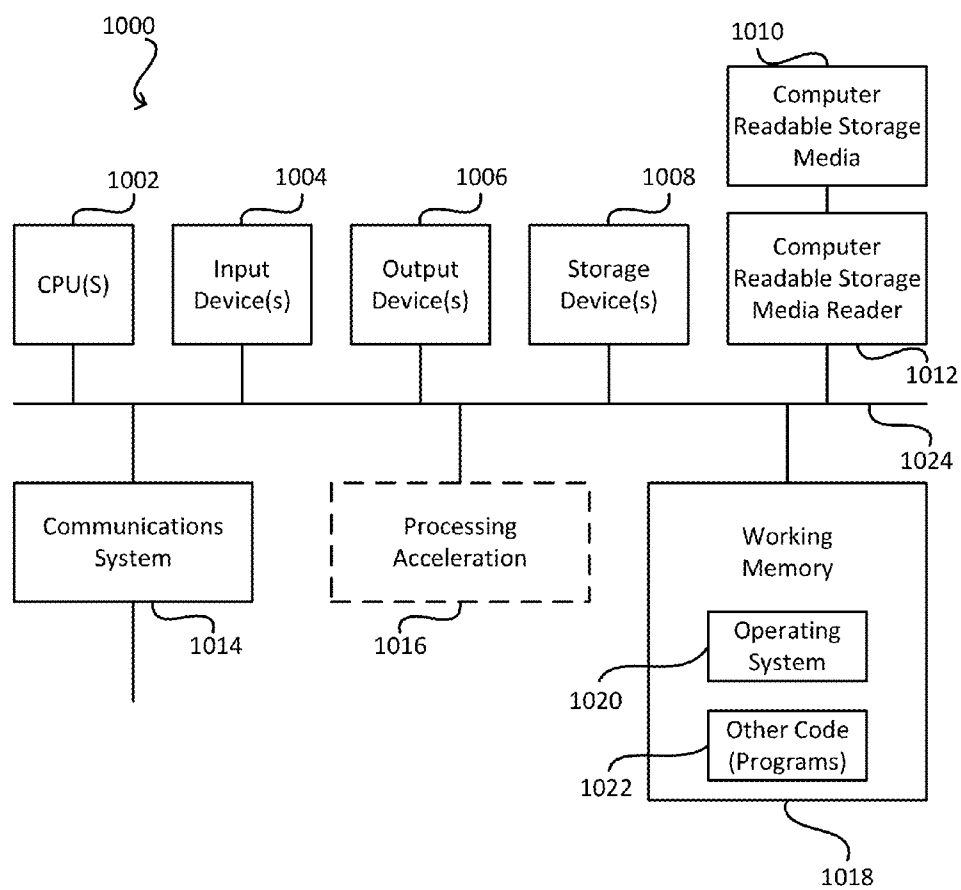 1000
1010
Computer
Readable Storage
Media
1002
1004
1006
1008
CPU(S)
Input
Device(s)
Output
Device(s)
Storage
Device(s)
Computer
Readable Storage
Media Reader
1012
1024
Communications
System
1014
Processing
Acceleration
1016
Working
Memory
Operating
System
1020
Other Code
(Programs)
1022
1018